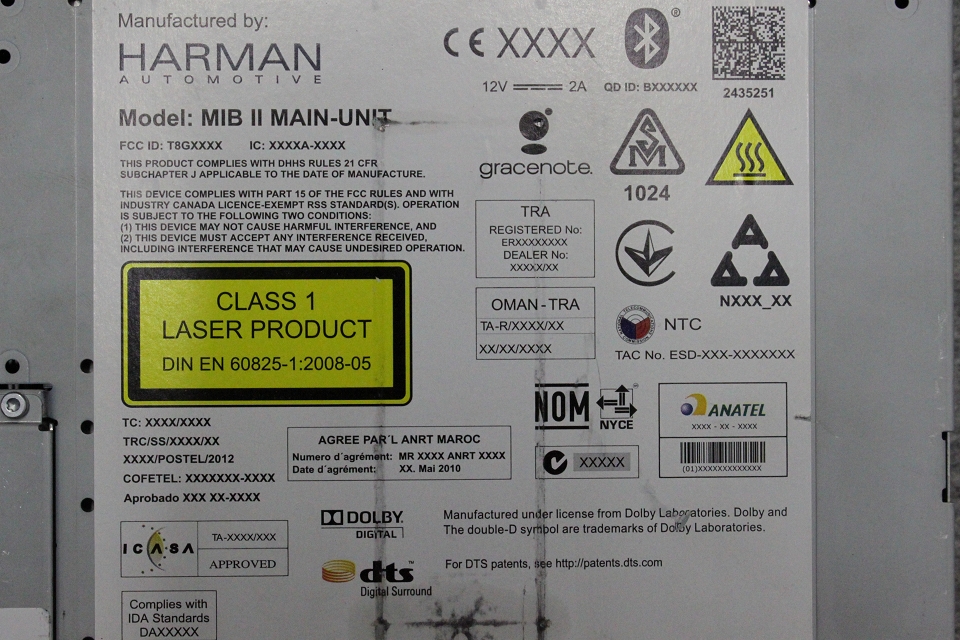 Manufactured by:
HARMAN
AUTOMOTIVE
Model: MIB II MAIN-UNIT
FCC ID: T8GXXXX IC: XXXXA-XXXX
THIS PRODUCT COMPLIES WITH DHHS RULES 21 CFR
SUBCHAPTER J APPLICABLE TO THE DATE OF MANUFACTURE.
THIS DEVICE COMPLIES WITH PART 15 OF THE FCC RULES AND WITH
INDUSTRY CANADA LICENCE-EXEMPT RSS STANDARD(S). OPERATION
IS SUBJECT TO THE FOLLOWING TWO CONDITIONS:
(1) THIS DEVICE MAY NOT CAUSE HARMFUL INTERFERENCE, AND
(2) THIS DEVICE MUST ACCEPT ANY INTERFERENCE RECEIVED,
INCLUDING INTERFERENCE THAT MAY CAUSE UNDESIRED OPERATION.
CLASS 1
LASER PRODUCT
DIN EN 60825-1:2008-05
TC: XXXX/XXXX
TRC/SS/XXXX/XX
XXXX/POSTEL/2012
COFETEL: XXXXXXX-XXXX
Aprobado XXX XX-XXXX
AGREE PAR´L ANRT MAROC
Numero d´agrément: MR XXXX ANRT XXXX
Date d´agrément: XX. Mai 2010
ICASA
TA-XXXX/XXX
APPROVED
Complies with
IDA Standards
DAXXXXX
DOLBY.
DIGITAL
dts
Digital Surround
CE XXXX
®
12V 2A
QD ID: BXXXXXX
2435251
gracenote.
SM
1024
TRA
REGISTERED No:
ERXXXXXXXX
DEALER No:
XXXXX/XX
OMAN-TRA
TA-R/XXXX/XX
XX/XX/XXXX
NXXX_XX
NTC
TAC No. ESD-XXX-XXXXXXX
NOM
NYCE
XXXXX
ANATEL
XXXX - XX - XXXX
(01)XXXXXXXXXXXXX
Manufactured under license from Dolby Laboratories. Dolby and
The double-D symbol are trademarks of Dolby Laboratories.
For DTS patents, see http://patents.dts.com